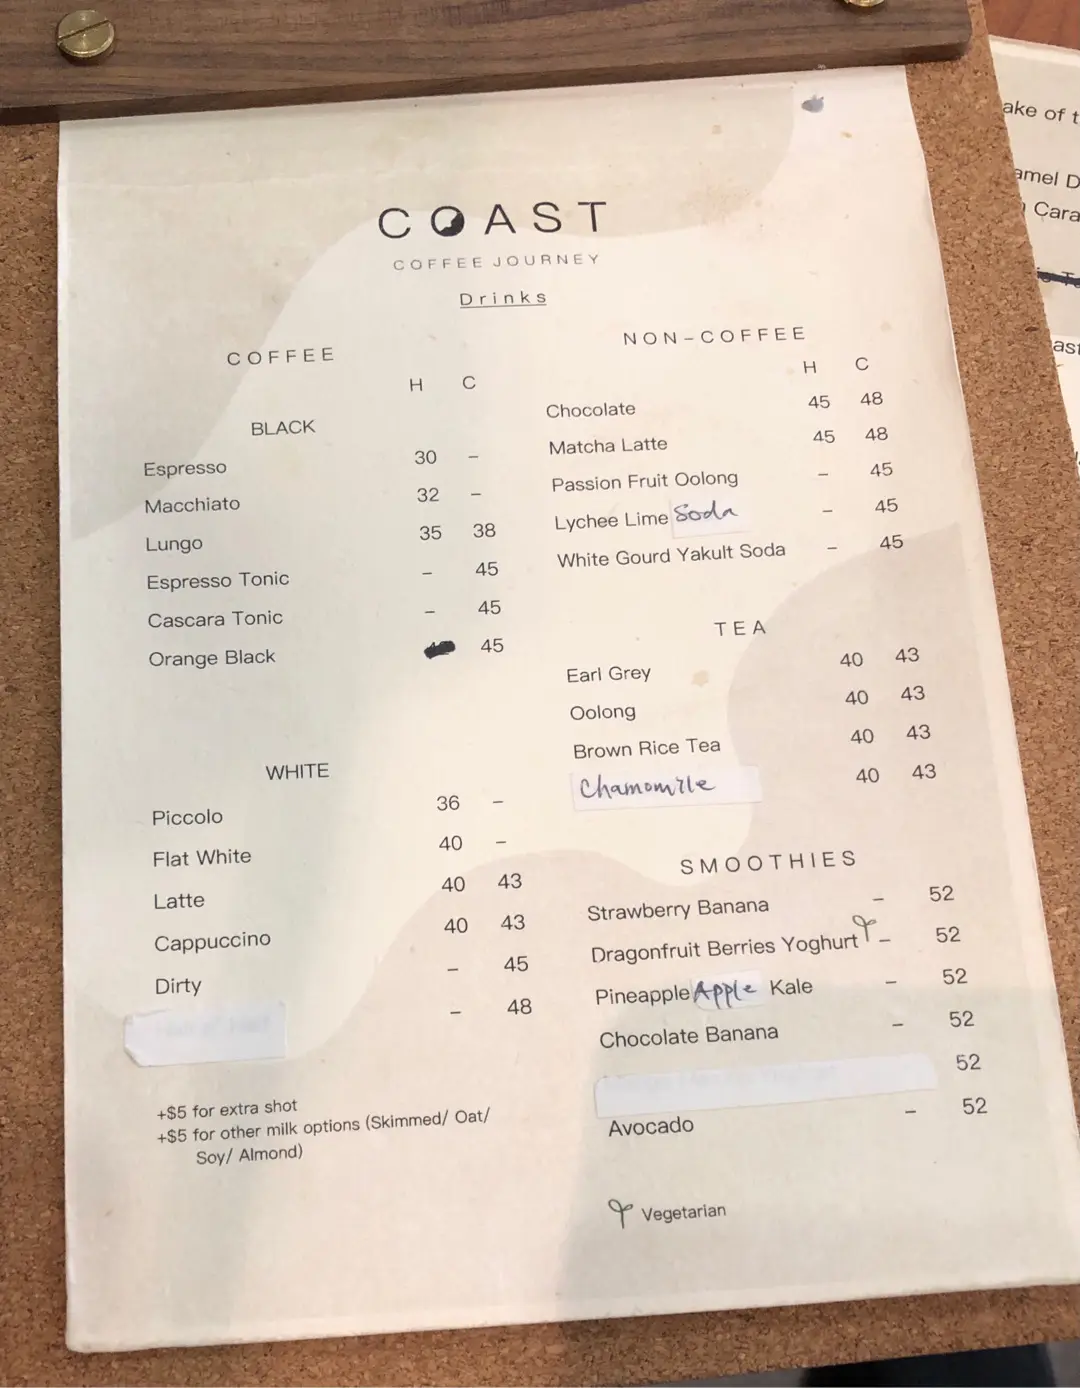 COAST
COFFEE JOURNEY
Drinks
COFFEE
H C
BLACK
Espresso 30 –
Macchiato 32 –
Lungo 35 38
Espresso Tonic – 45
Cascara Tonic – 45
Orange Black 45
WHITE
Piccolo 36 –
Flat White 40 –
Latte 40 43
Cappuccino 40 43
Dirty – 45
– 48
+$5 for extra shot
+$5 for other milk options (Skimmed/ Oat/
Soy/ Almond)
NON-COFFEE
H C
Chocolate 45 48
Matcha Latte 45 48
Passion Fruit Oolong – 45
Lychee Lime Soda – 45
White Gourd Yakult Soda – 45
TEA
Earl Grey 40 43
Oolong 40 43
Brown Rice Tea 40 43
Chamomile 40 43
SMOOTHIES
Strawberry Banana – 52
Dragonfruit Berries Yoghurt – 52
Pineapple Apple Kale – 52
Chocolate Banana – 52
52
Avocado – 52
Vegetarian
ake of t
amel D
Cara
ast